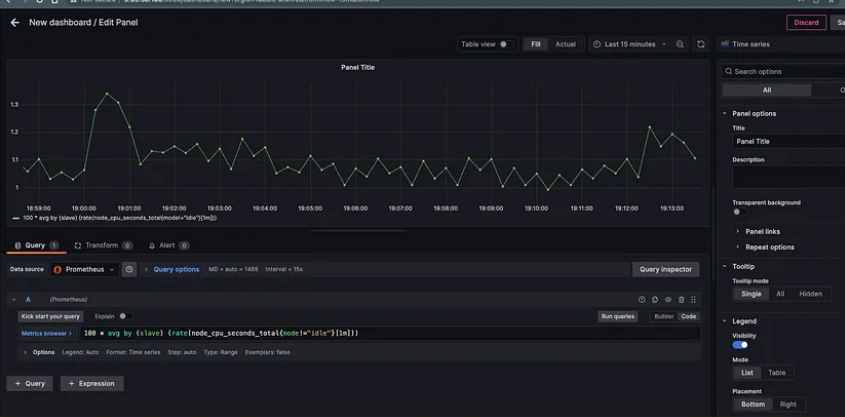 New dashboard / Edit Panel
Discard
Table view
Fill
Actual
Last 15 minutes
Time series
Panel Title
Search options
All
1.3
1.2
1.1
1
18:59:00
19:00:00
19:01:00
19:02:00
19:03:00
19:04:00
19:05:00
19:06:00
19:07:00
19:08:00
19:09:00
19:10:00
19:11:00
19:12:00
19:13:00
100 * avg by (slave) (rate(node_cpu_seconds_total{mode!="idle"}[1m]))
Panel options
Title
Panel Title
Description
Transparent background
Panel links
Repeat options
Tooltip
Tooltip mode
Single
All
Hidden
Legend
Visibility
Mode
List
Table
Placement
Bottom
Right
Query 1
Transform 0
Alert 0
Data source
Prometheus
Query options
MD = auto = 1488
Interval = 15s
Query inspector
A
(Prometheus)
Kick start your query
Explain
Run queries
Builder
Code
Metrics browser >
100 * avg by (slave) (rate(node_cpu_seconds_total{mode!="idle"}[1m]))
Options
Legend: Auto
Format: Time series
Step: auto
Type: Range
Exemplars: false
+ Query
+ Expression